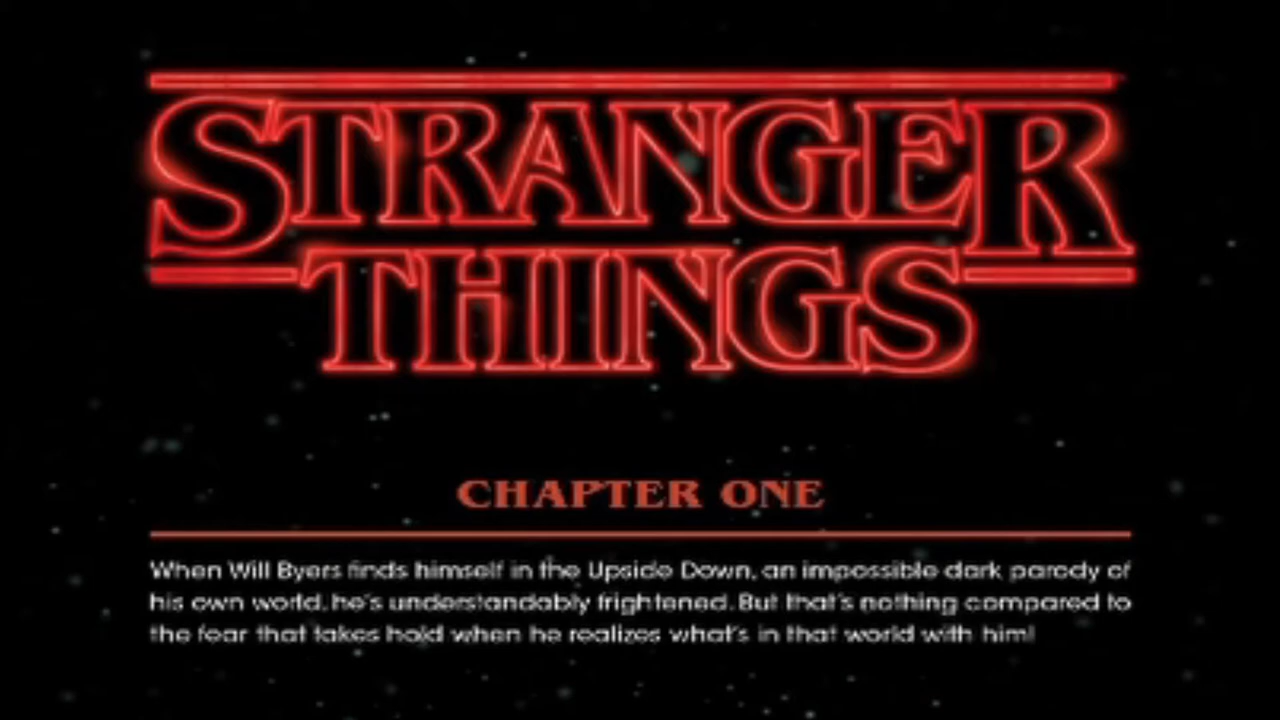 STRANGER
THINGS
CHAPTER ONE
When Will Byers finds himself in the Upside Down, an impossible dark parody of
his own world, he's understandably frightened. But that's nothing compared to
the fear that takes hold when he realizes what's in that world with him!